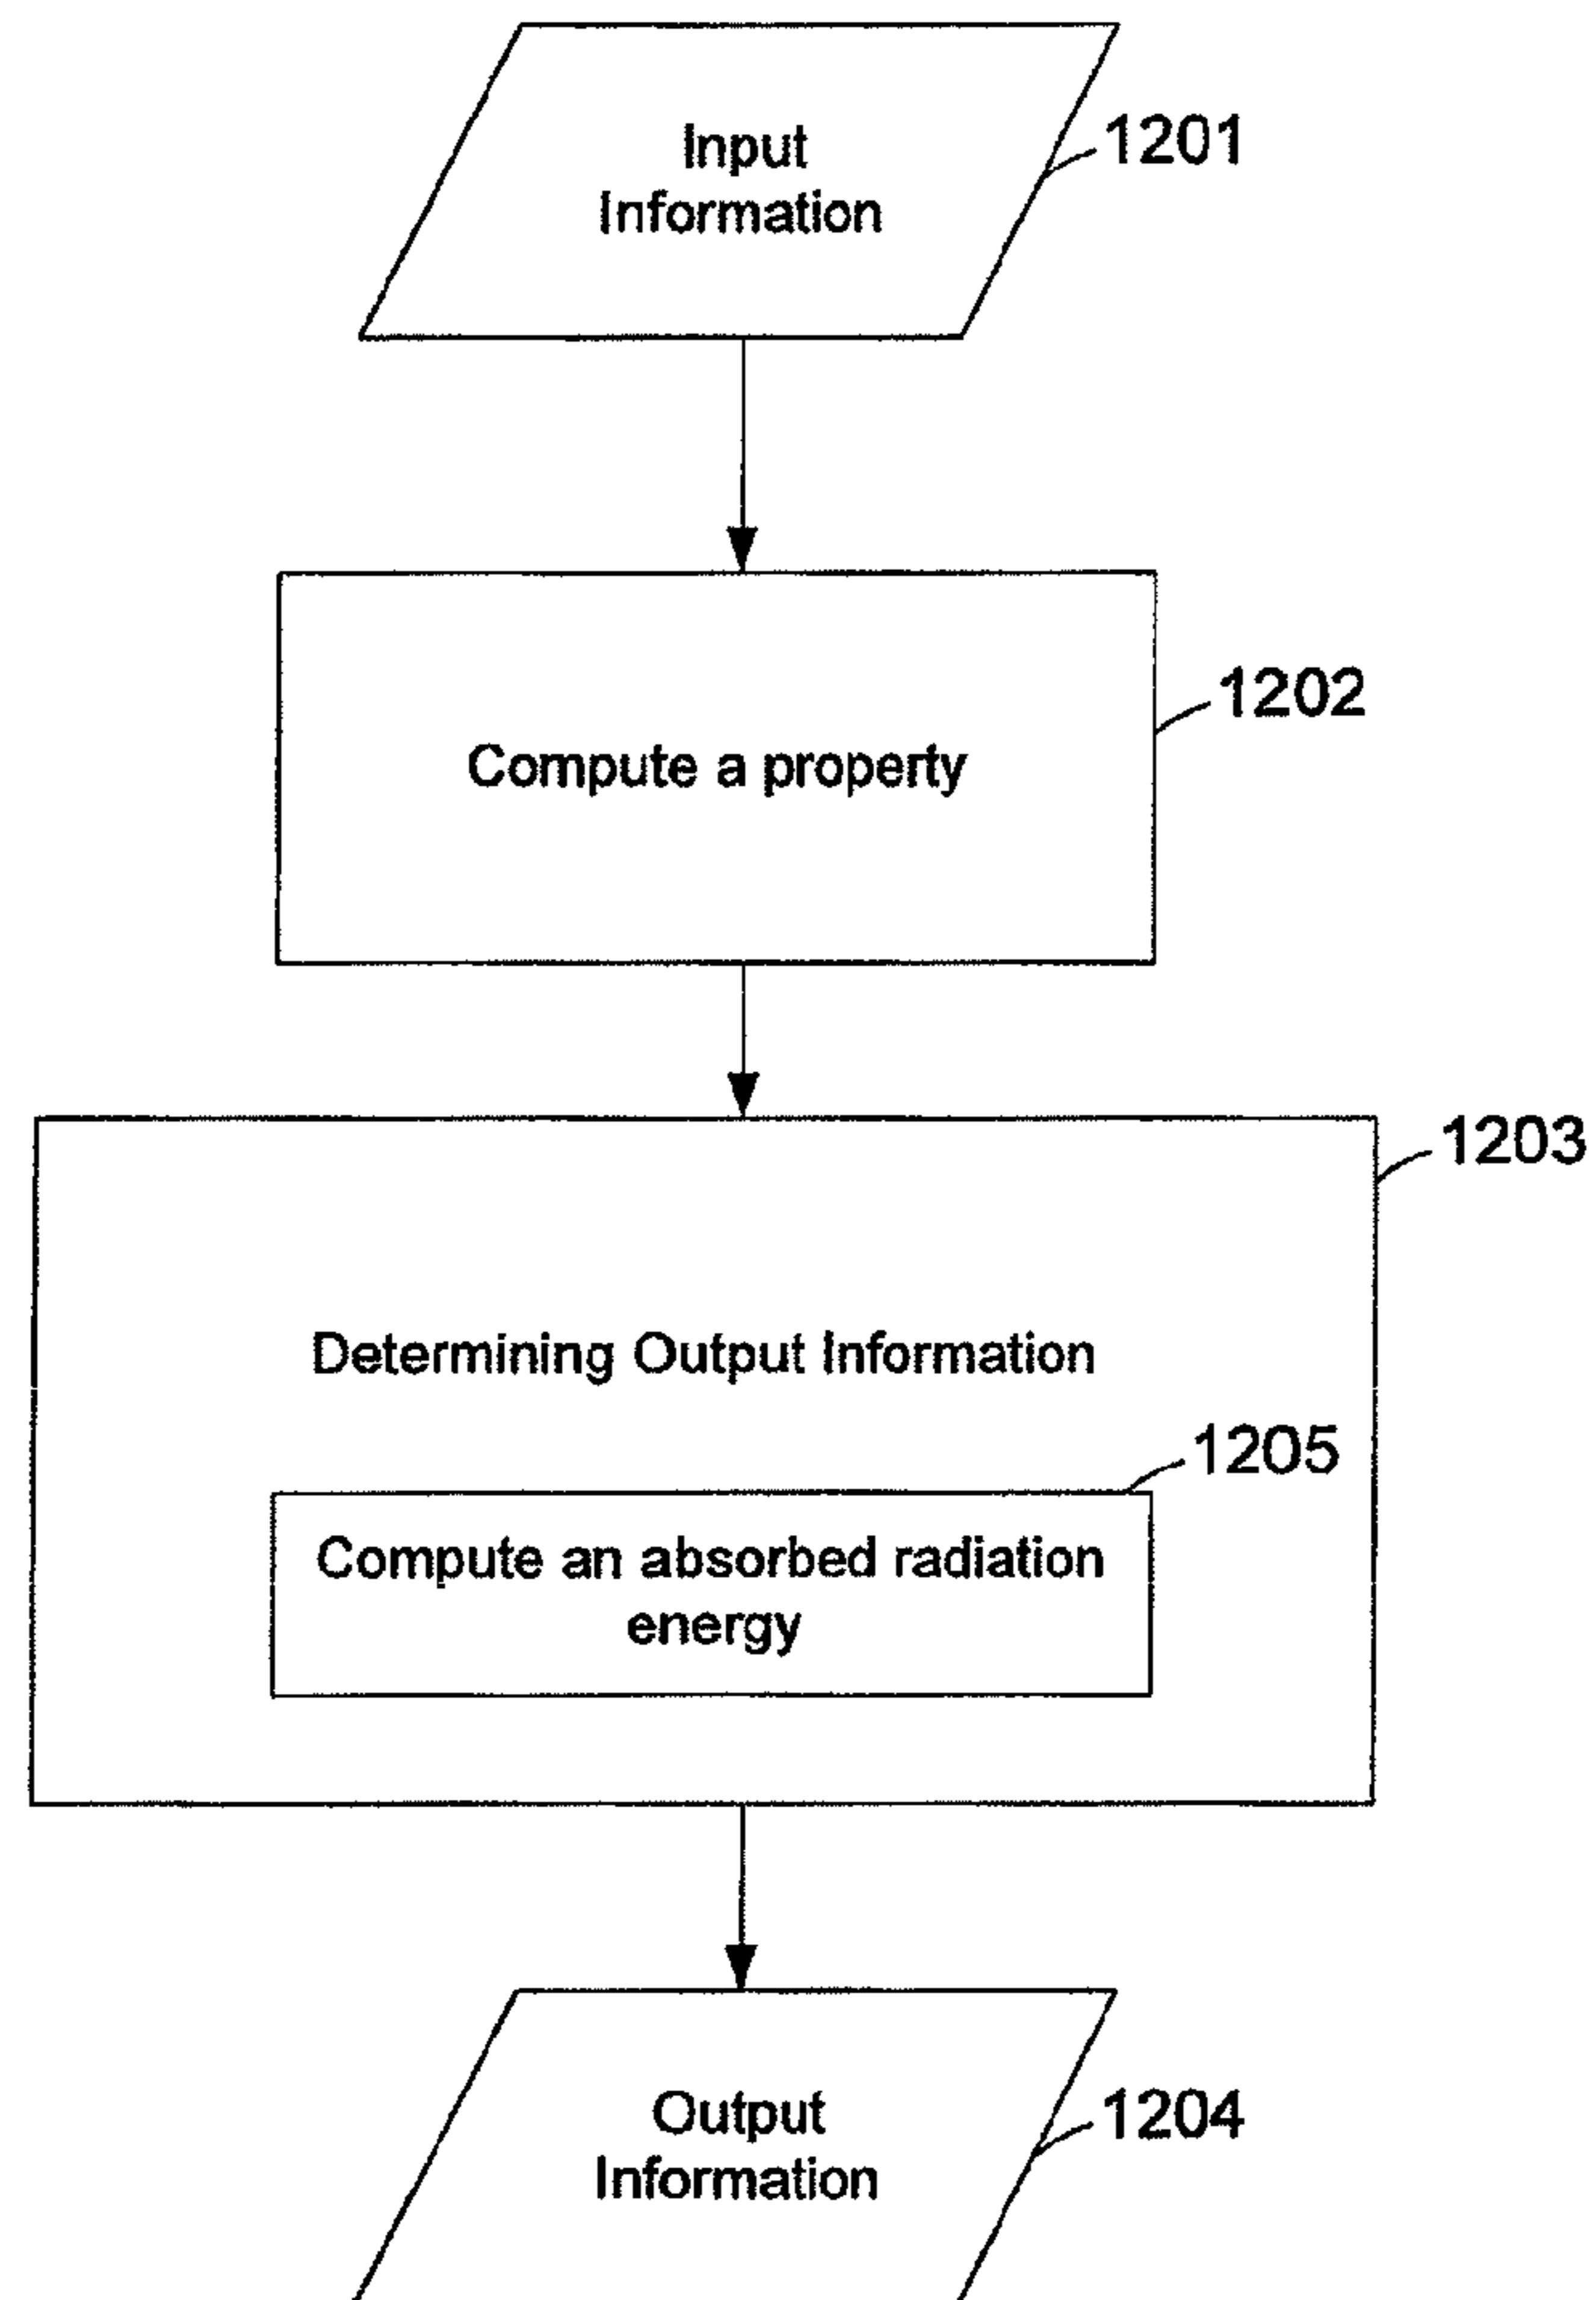 Input
Information
1201
Compute a property
1202
1203
Determining Output Information
1205
Compute an absorbed radiation
energy
Output
Information
1204